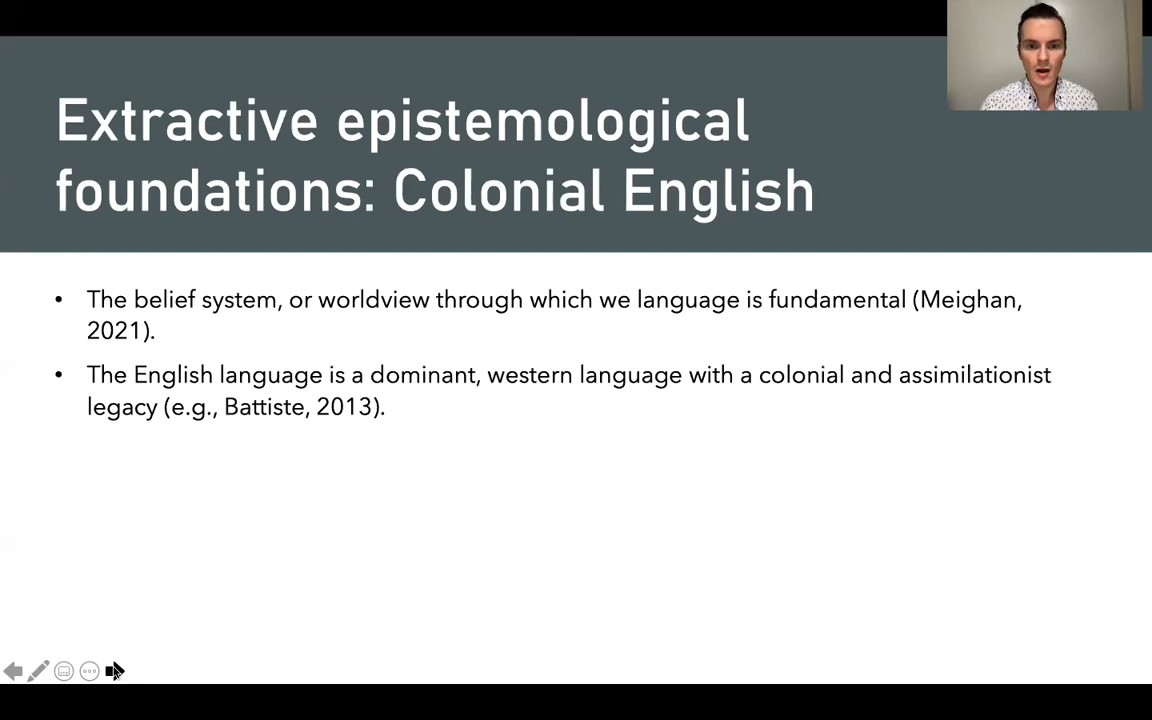 Extractive epistemological
foundations: Colonial English
• The belief system, or worldview through which we language is fundamental (Meighan,
2021).
• The English language is a dominant, western language with a colonial and assimilationist
legacy (e.g., Battiste, 2013).